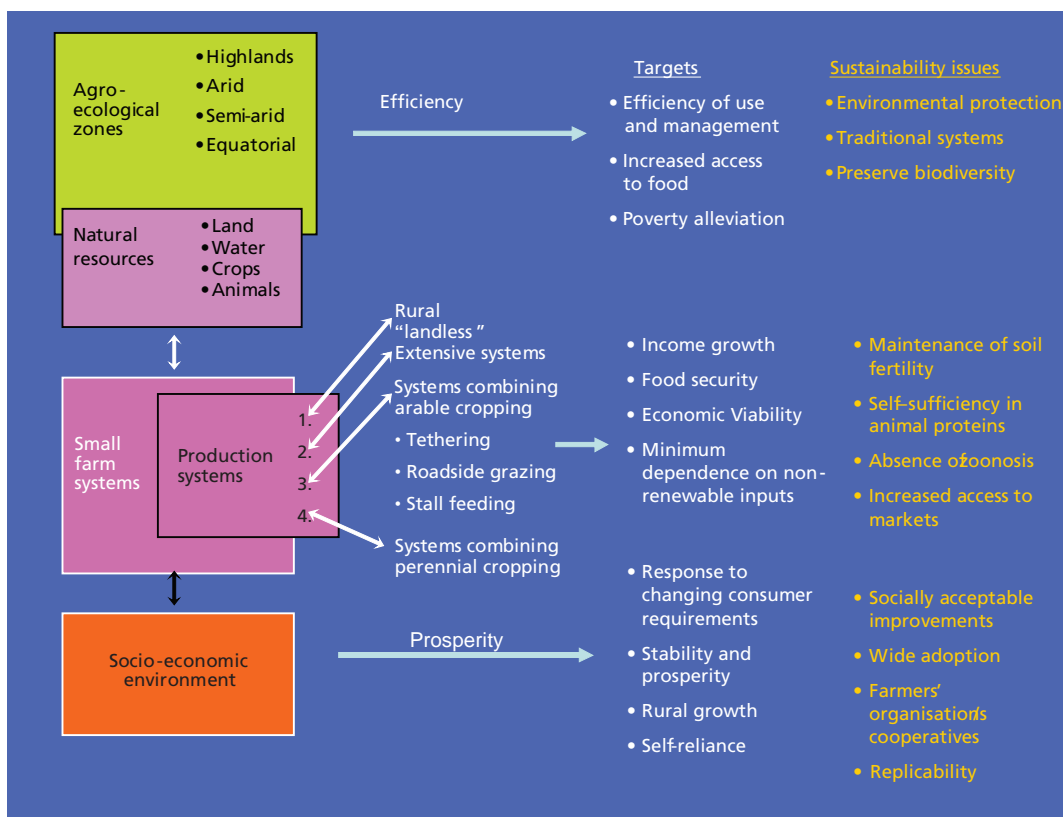 Agro-
ecological
zones
• Highlands
• Arid
• Semi-arid
• Equatorial
Natural
resources
• Land
• Water
• Crops
• Animals
Efficiency
Targets
• Efficiency of use
and management
• Increased access
to food
• Poverty alleviation
Sustainability issues
• Environmental protection
• Traditional systems
• Preserve biodiversity
Small
farm
systems
Production
systems
1.
2.
3.
4.
Rural
“landless”
Extensive systems
Systems combining
arable cropping
• Tethering
• Roadside grazing
• Stall feeding
Systems combining
perennial cropping
• Income growth
• Food security
• Economic Viability
• Minimum
dependence on non-
renewable inputs
• Maintenance of soil
fertility
• Self-sufficiency in
animal proteins
• Absence of zoonosis
• Increased access to
markets
Socio-economic
environment
Prosperity
• Response to
changing consumer
requirements
• Stability and
prosperity
• Rural growth
• Self-reliance
• Socially acceptable
improvements
• Wide adoption
• Farmers’
organisation/s
cooperatives
• Replicability